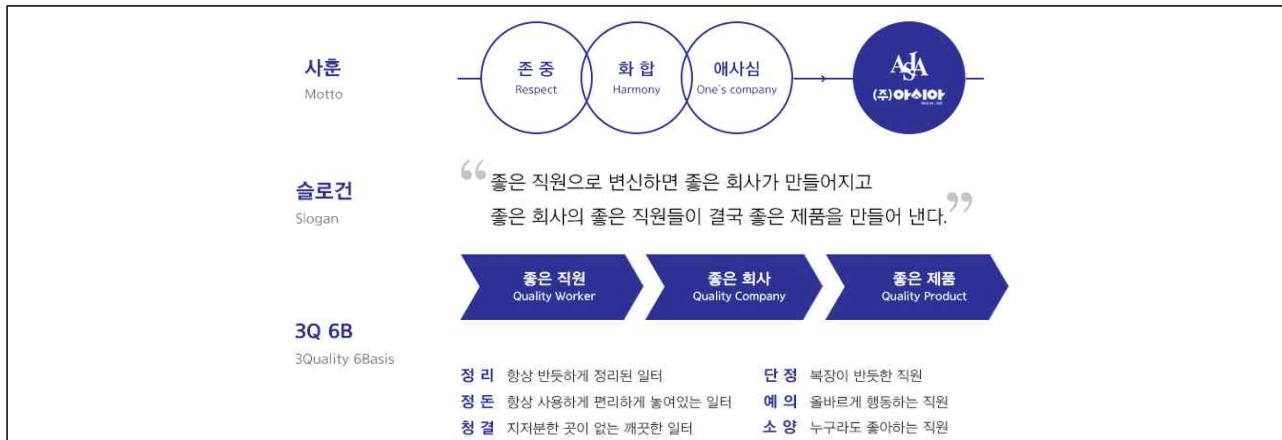 사훈
Motto
존 중
Respect
화 합
Harmony
애사심
One's company
ASIA
(주)아시아
슬로건
Slogan
“좋은 직원으로 변신하면 좋은 회사가 만들어지고
좋은 회사의 좋은 직원들이 결국 좋은 제품을 만들어 낸다.”
3Q 6B
3Quality 6Basis
좋은 직원
Quality Worker
좋은 회사
Quality Company
좋은 제품
Quality Product
정 리 항상 반듯하게 정리된 일터
정 돈 항상 사용하게 편리하게 놓여있는 일터
청 결 지저분한 곳이 없는 깨끗한 일터
단 정 복장이 반듯한 직원
예 의 올바르게 행동하는 직원
소 양 누구라도 좋아하는 직원